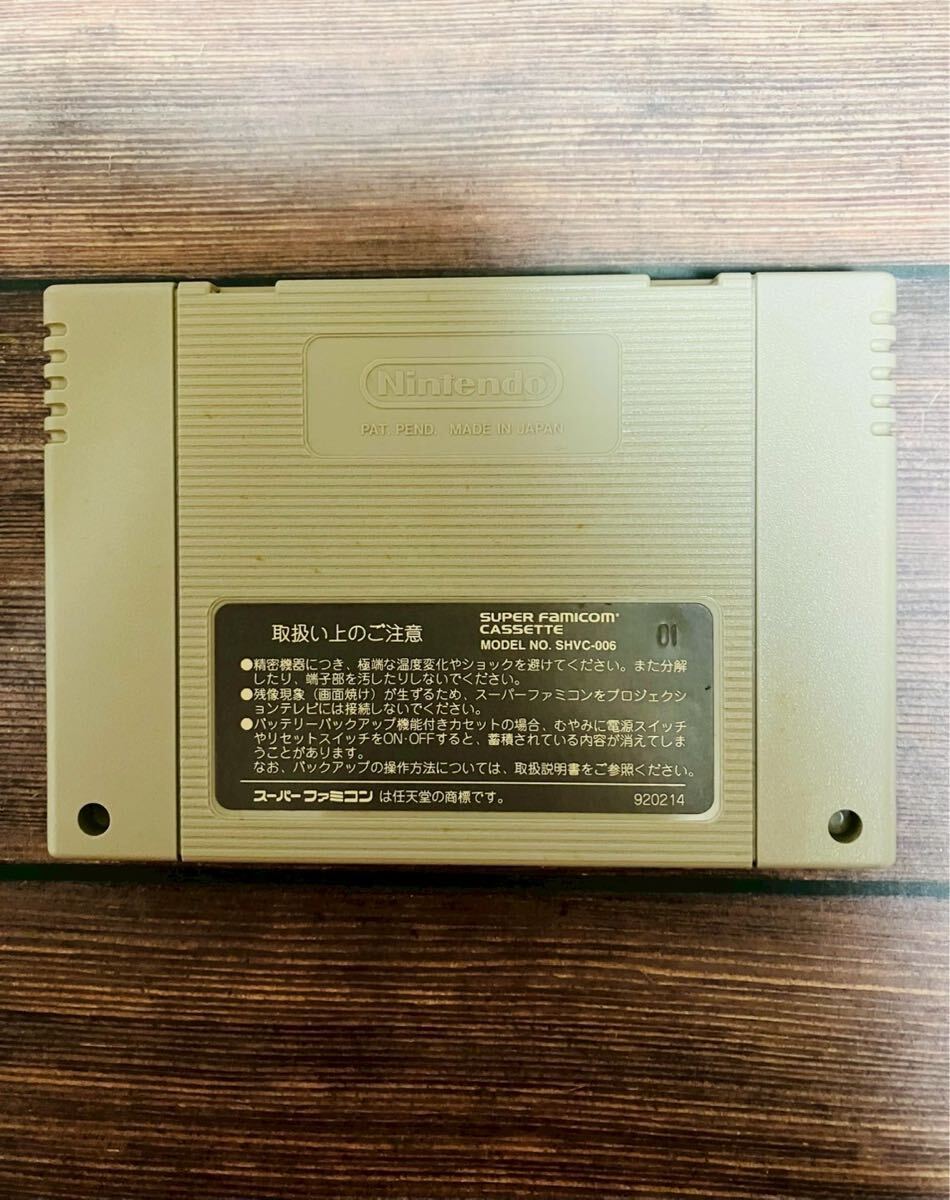 Nintendo
PAT. PEND. MADE IN JAPAN
取扱い上のご注意
SUPER FAMICOM®
CASSETTE
MODEL NO. SHVC-006
01
●精密機器につき、極端な温度変化やショックを避けてください。また分解
したり、端子部を汚したりしないでください。
●残像現象（画面焼け）が生ずるため、スーパーファミコンをプロジェクシ
ョンテレビには接続しないでください。
●バッテリーバックアップ機能付きカセットの場合、むやみに電源スイッチ
やリセットスイッチをON・OFFすると、蓄積されている内容が消えてしま
うことがあります。
なお、バックアップの操作方法については、取扱説明書をご参照ください。
スーパーファミコン は任天堂の商標です。
920214